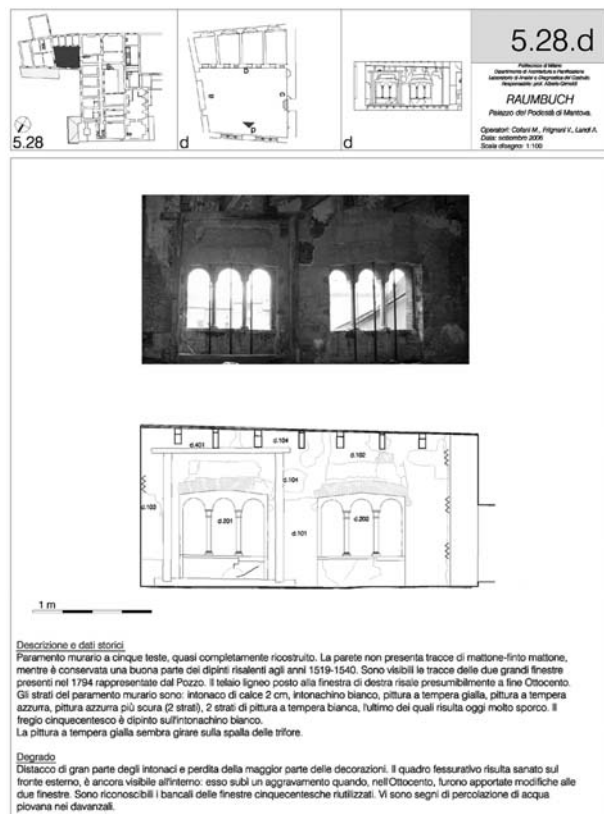 5.28
d
d
5.28.d
Politecnico di Milano
Dipartimento di Architettura e Pianificazione
Laboratorio di Analisi e Diagnostica del Costruito
Responsabile: prof. Alberto Grimoldi
RAUMBUCH
Palazzo del Podestà di Mantova.
Operatori: Cofani M., Frignani V., Landi A.
Data: settembre 2006
Scala disegno: 1:100
d.401
d.104
d.102
d.104
d.103
d.201
d.202
d.101
1 m
Descrizione e dati storici
Paramento murario a cinque teste, quasi completamente ricostruito. La parete non presenta tracce di mattone-finto mattone,
mentre è conservata una buona parte dei dipinti risalenti agli anni 1519-1540. Sono visibili le tracce delle due grandi finestre
presenti nel 1794 rappresentate dal Pozzo. Il telaio ligneo posto alla finestra di destra risale presumibilmente a fine Ottocento.
Gli strati del paramento murario sono: intonaco di calce 2 cm, intonachino bianco, pittura a tempera gialla, pittura a tempera
azzurra, pittura azzurra più scura (2 strati), 2 strati di pittura a tempera bianca, l'ultimo dei quali risulta oggi molto sporco. Il
fregio cinquecentesco è dipinto sull'intonachino bianco.
La pittura a tempera gialla sembra girare sulla spalla delle trifore.
Degrado
Distacco di gran parte degli intonaci e perdita della maggior parte delle decorazioni. Il quadro fessurativo risulta sanato sul
fronte esterno, è ancora visibile all'interno: esso subì un aggravamento quando, nell'Ottocento, furono apportate modifiche alle
due finestre. Sono riconoscibili i bancali delle finestre cinquecentesche riutilizzati. Vi sono segni di percolazione di acqua
piovana nei davanzali.